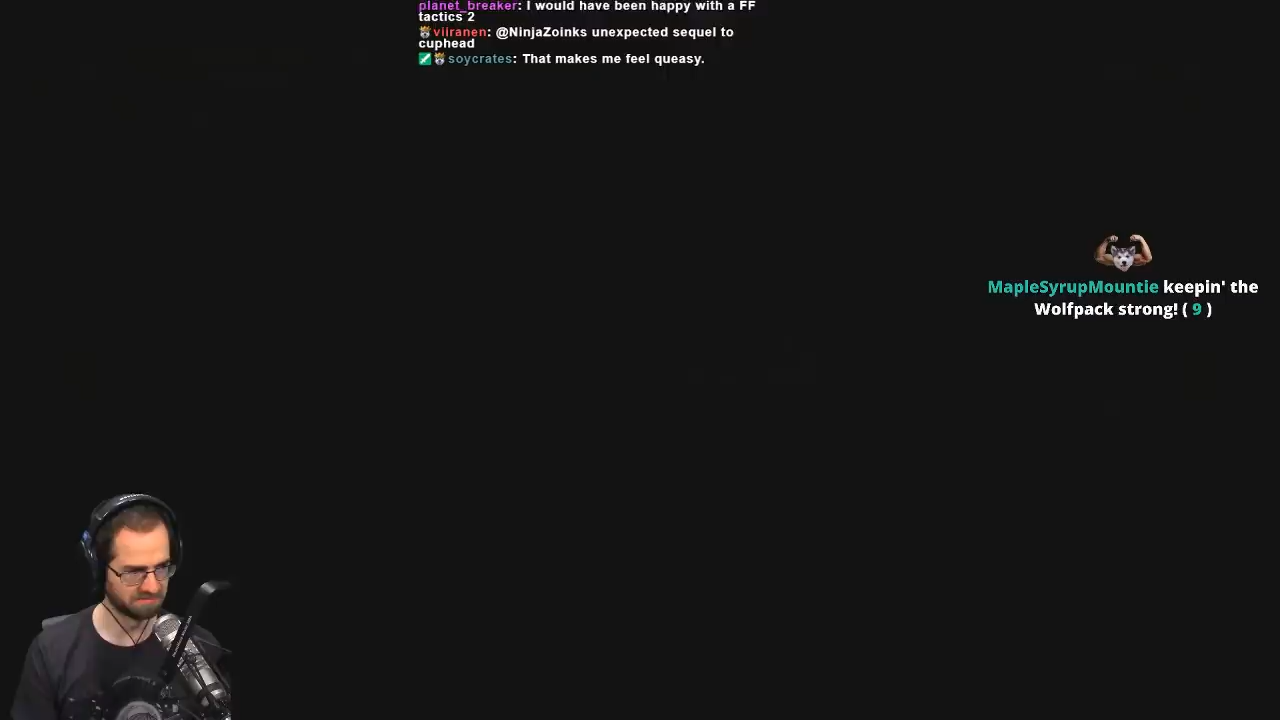 planet_breaker: I would have been happy with a FF
tactics 2
viiranen: @NinjaZoinks unexpected sequel to
cuphead
soycrates: That makes me feel queasy.
MapleSyrupMountie keepin' the
Wolfpack strong! ( 9 )